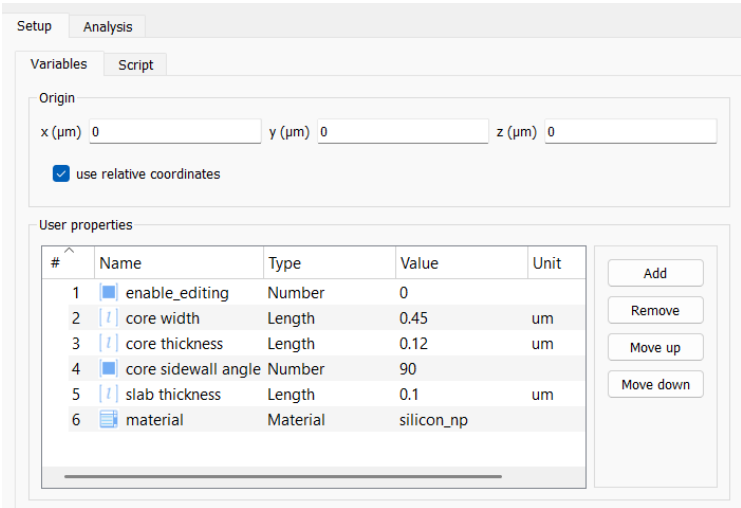 Setup Analysis
Variables Script
Origin
x (μm) 0 y (μm) 0 z (μm) 0
use relative coordinates
User properties
# Name Type Value Unit
1 enable_editing Number 0
2 core width Length 0.45 um
3 core thickness Length 0.12 um
4 core sidewall angle Number 90
5 slab thickness Length 0.1 um
6 material Material silicon_np
Add
Remove
Move up
Move down